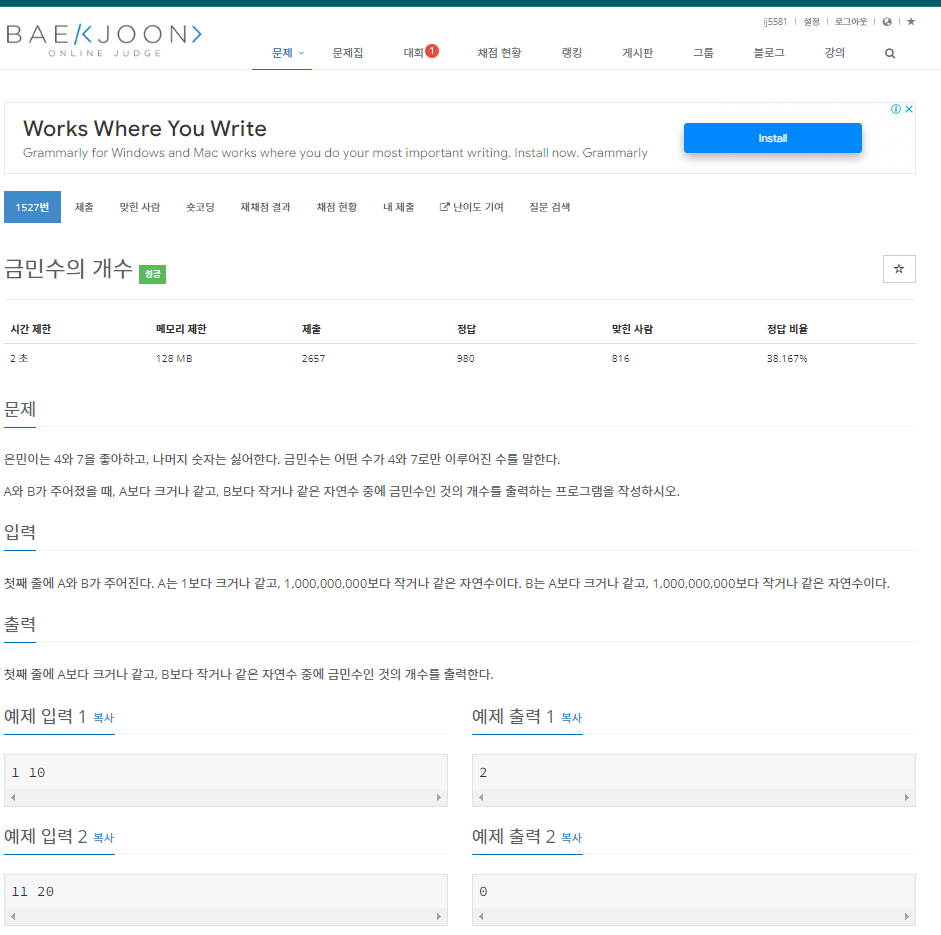 ij5581 | 설정 | 로그아웃 |
BAEKJOON
ONLINE JUDGE
문제 문제집 대회 1 채점 현황 랭킹 게시판 그룹 블로그 강의
Works Where You Write
Grammarly for Windows and Mac works where you do your most important writing. Install now. Grammarly
Install
1527번 제출 맞힌 사람 숏코딩 재채점 결과 채점 현황 내 제출 난이도 기여 질문 검색
금민수의 개수 성공
시간 제한 메모리 제한 제출 정답 맞힌 사람 정답 비율
2 초 128 MB 2657 980 816 38.167%
문제
은민이는 4와 7을 좋아하고, 나머지 숫자는 싫어한다. 금민수는 어떤 수가 4와 7로만 이루어진 수를 말한다.
A와 B가 주어졌을 때, A보다 크거나 같고, B보다 작거나 같은 자연수 중에 금민수인 것의 개수를 출력하는 프로그램을 작성하시오.
입력
첫째 줄에 A와 B가 주어진다. A는 1보다 크거나 같고, 1,000,000,000보다 작거나 같은 자연수이다. B는 A보다 크거나 같고, 1,000,000,000보다 작거나 같은 자연수이다.
출력
첫째 줄에 A보다 크거나 같고, B보다 작거나 같은 자연수 중에 금민수인 것의 개수를 출력한다.
예제 입력 1 복사
1 10
예제 출력 1 복사
2
예제 입력 2 복사
11 20
예제 출력 2 복사
0